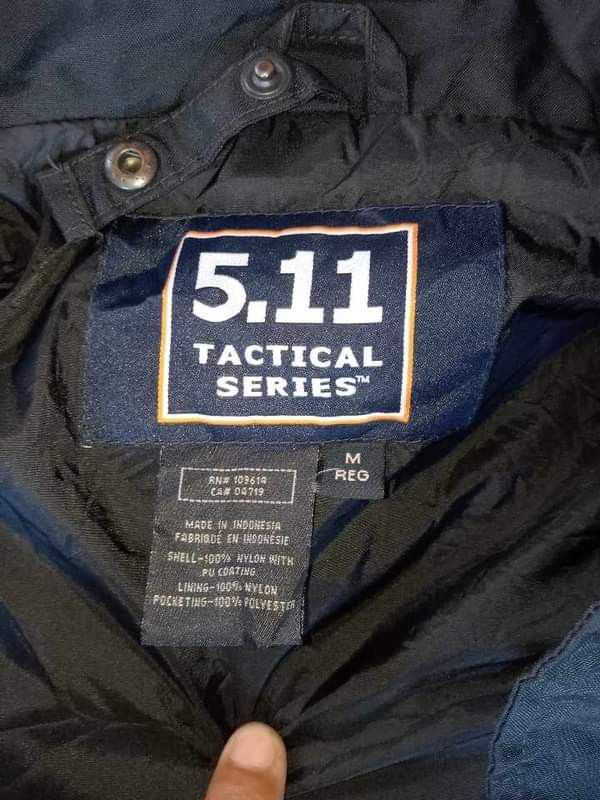 5.11
TACTICAL
SERIES™
M
REG
RN# 109614
CA# 04719
MADE IN INDONESIA
FABRIQUÉ EN INDONÉSIE
SHELL-100% NYLON WITH
PU COATING
LINING-100% NYLON
POCKETING-100% POLYESTER